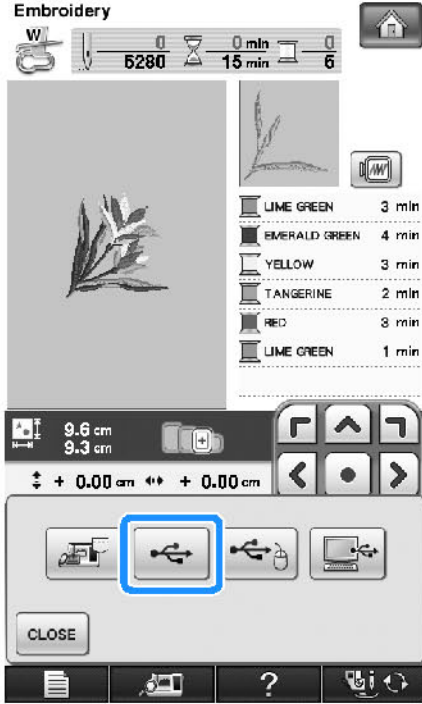 Embroidery
W
0 0 min 0
5280 15 min 6
LIME GREEN 3 min
EMERALD GREEN 4 min
YELLOW 3 min
TANGERINE 2 min
RED 3 min
LIME GREEN 1 min
9.6 cm
9.3 cm
+ 0.00 cm + 0.00 cm
CLOSE
?